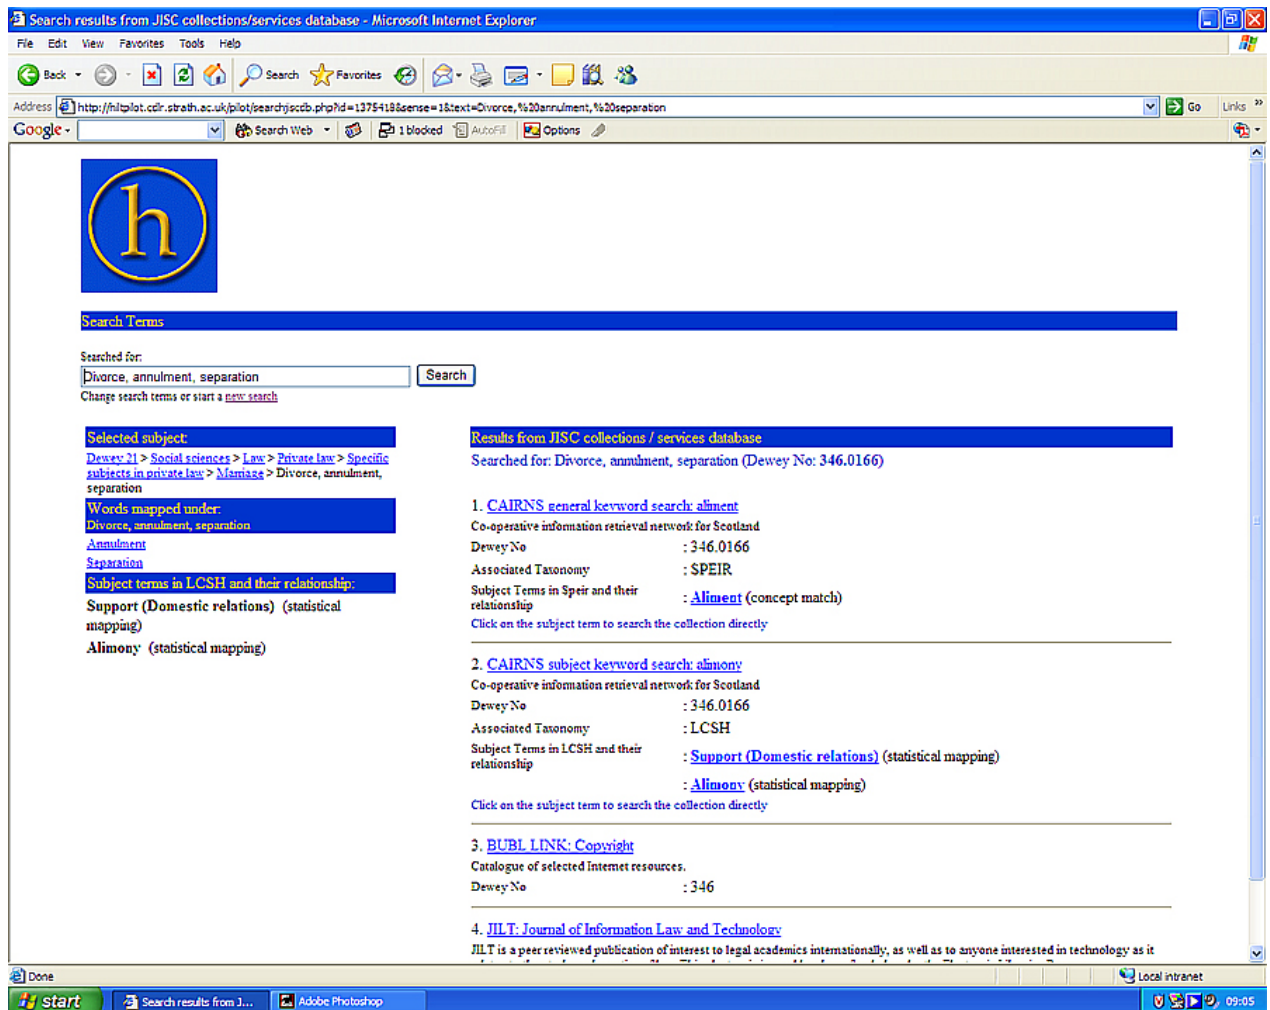 Search results from JISC collections/services database - Microsoft Internet Explorer
File Edit View Favorites Tools Help
Back Search Favorites
Address http://hiltpilot.cdlr.strath.ac.uk/pilot/searchjiscdb.php?id=137541&&sense=1&text=Divorce,%20annulment,%20separation Go Links »
Google Search Web 1 blocked AutoFill Options
h
Search Terms
Searched for:
Divorce, annulment, separation Search
Change search terms or start a new search
Selected subject:
Dewey 21 > Social sciences > Law > Private law > Specific
subjects in private law > Marriage > Divorce, annulment,
separation
Words mapped under:
Divorce, annulment, separation
Annulment
Separation
Subject terms in LCSH and their relationship:
Support (Domestic relations) (statistical
mapping)
Alimony (statistical mapping)
Results from JISC collections / services database
Searched for: Divorce, annulment, separation (Dewey No: 346.0166)
1. CAIRNS general keyword search: aliment
Co-operative information retrieval network for Scotland
Dewey No : 346.0166
Associated Taxonomy : SPEIR
Subject Terms in Speir and their
relationship : Aliment (concept match)
Click on the subject term to search the collection directly
2. CAIRNS subject keyword search: alimony
Co-operative information retrieval network for Scotland
Dewey No : 346.0166
Associated Taxonomy : LCSH
Subject Terms in LCSH and their
relationship : Support (Domestic relations) (statistical mapping)
: Alimony (statistical mapping)
Click on the subject term to search the collection directly
3. BUBL LINK: Copyright
Catalogue of selected Internet resources.
Dewey No : 346
4. JILT: Journal of Information Law and Technology
JILT is a peer reviewed publication of interest to legal academics internationally, as well as to anyone interested in technology as it
Done Local intranet
start Search results from J... Adobe Photoshop 09:05